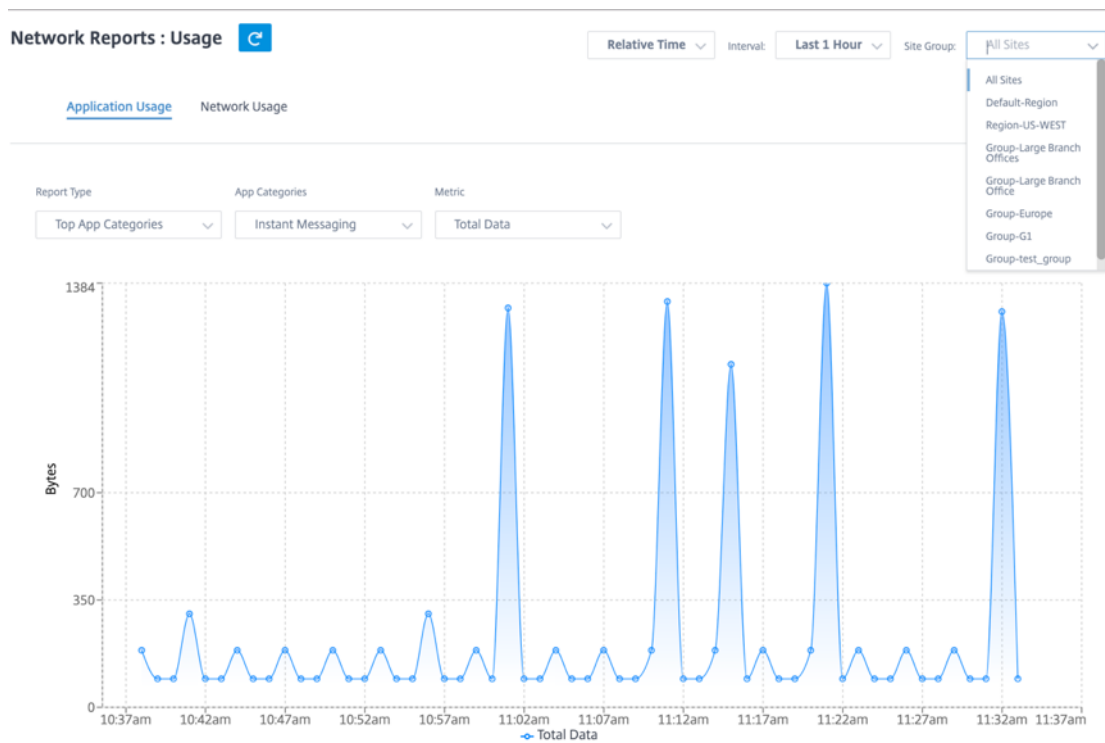 Network Reports : Usage
Relative Time
Interval:
Last 1 Hour
Site Group:
All Sites
All Sites
Default-Region
Region-US-WEST
Group-Large Branch
Offices
Group-Large Branch
Office
Group-Europe
Group-G1
Group-test_group
Application Usage
Network Usage
Report Type
App Categories
Metric
Top App Categories
Instant Messaging
Total Data
1384
700
350
0
Bytes
10:37am
10:42am
10:47am
10:52am
10:57am
11:02am
11:07am
11:12am
11:17am
11:22am
11:27am
11:32am
11:37am
Total Data